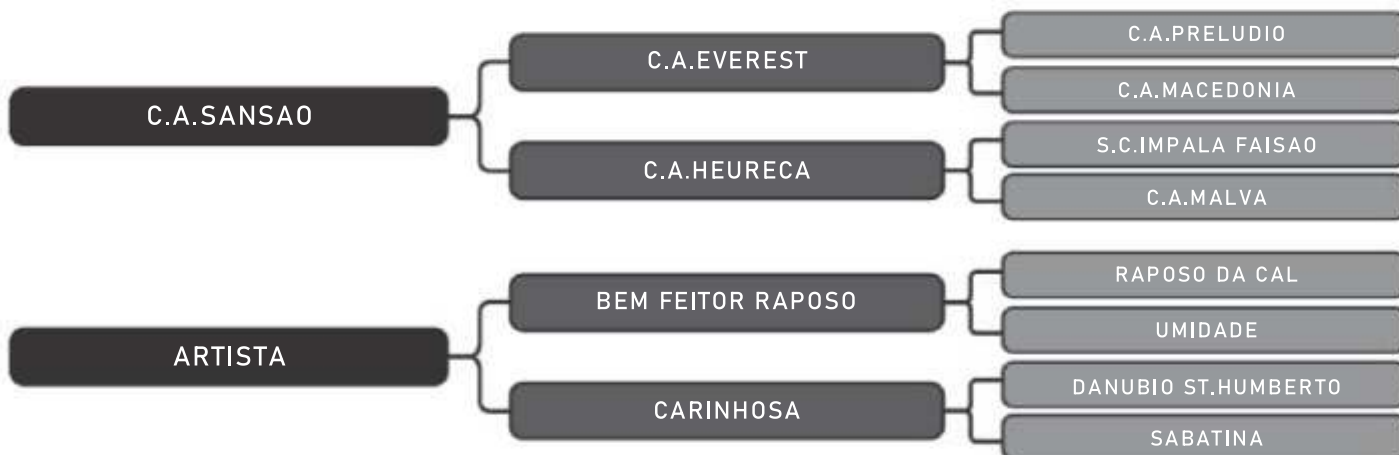 C.A.PRELUDIO
C.A.EVEREST
C.A.MACEDONIA
C.A.SANSAO
S.C.IMPALA FAISAO
C.A.HEURECA
C.A.MALVA
RAPOSO DA CAL
BEM FEITOR RAPOSO
UMIDADE
ARTISTA
DANUBIO ST.HUMBERTO
CARINHOSA
SABATINA